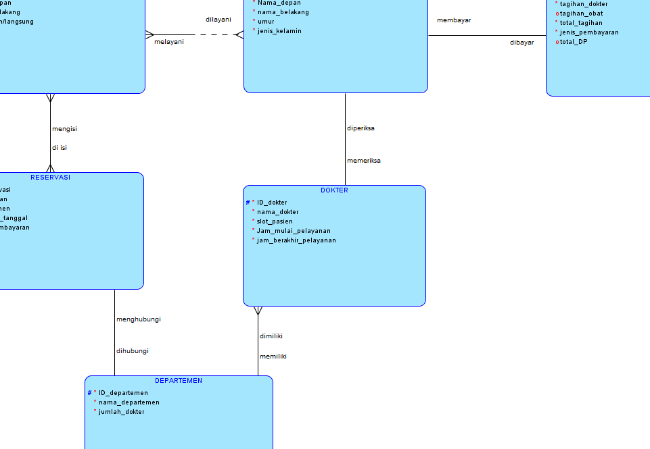 pan
lakang
n/langsung
dilayani
melayani
Nama_depan
* nama_belakang
* umur
* jenis_kelamin
membayar
dibayar
* tagihan_dokter
o tagihan_obat
* total_tagihan
* jenis_pembayaran
o total_DP
mengisi
di isi
diperiksa
memeriksa
RESERVASI
vasi
an
men
_tanggal
mbayaran
DOKTER
# * ID_dokter
* nama_dokter
* slot_pasien
* Jam_mulai_pelayanan
* jam_berakhir_pelayanan
menghubungi
dihubungi
dimiliki
memiliki
DEPARTEMEN
# * ID_departemen
* nama_departemen
* jumlah_dokter